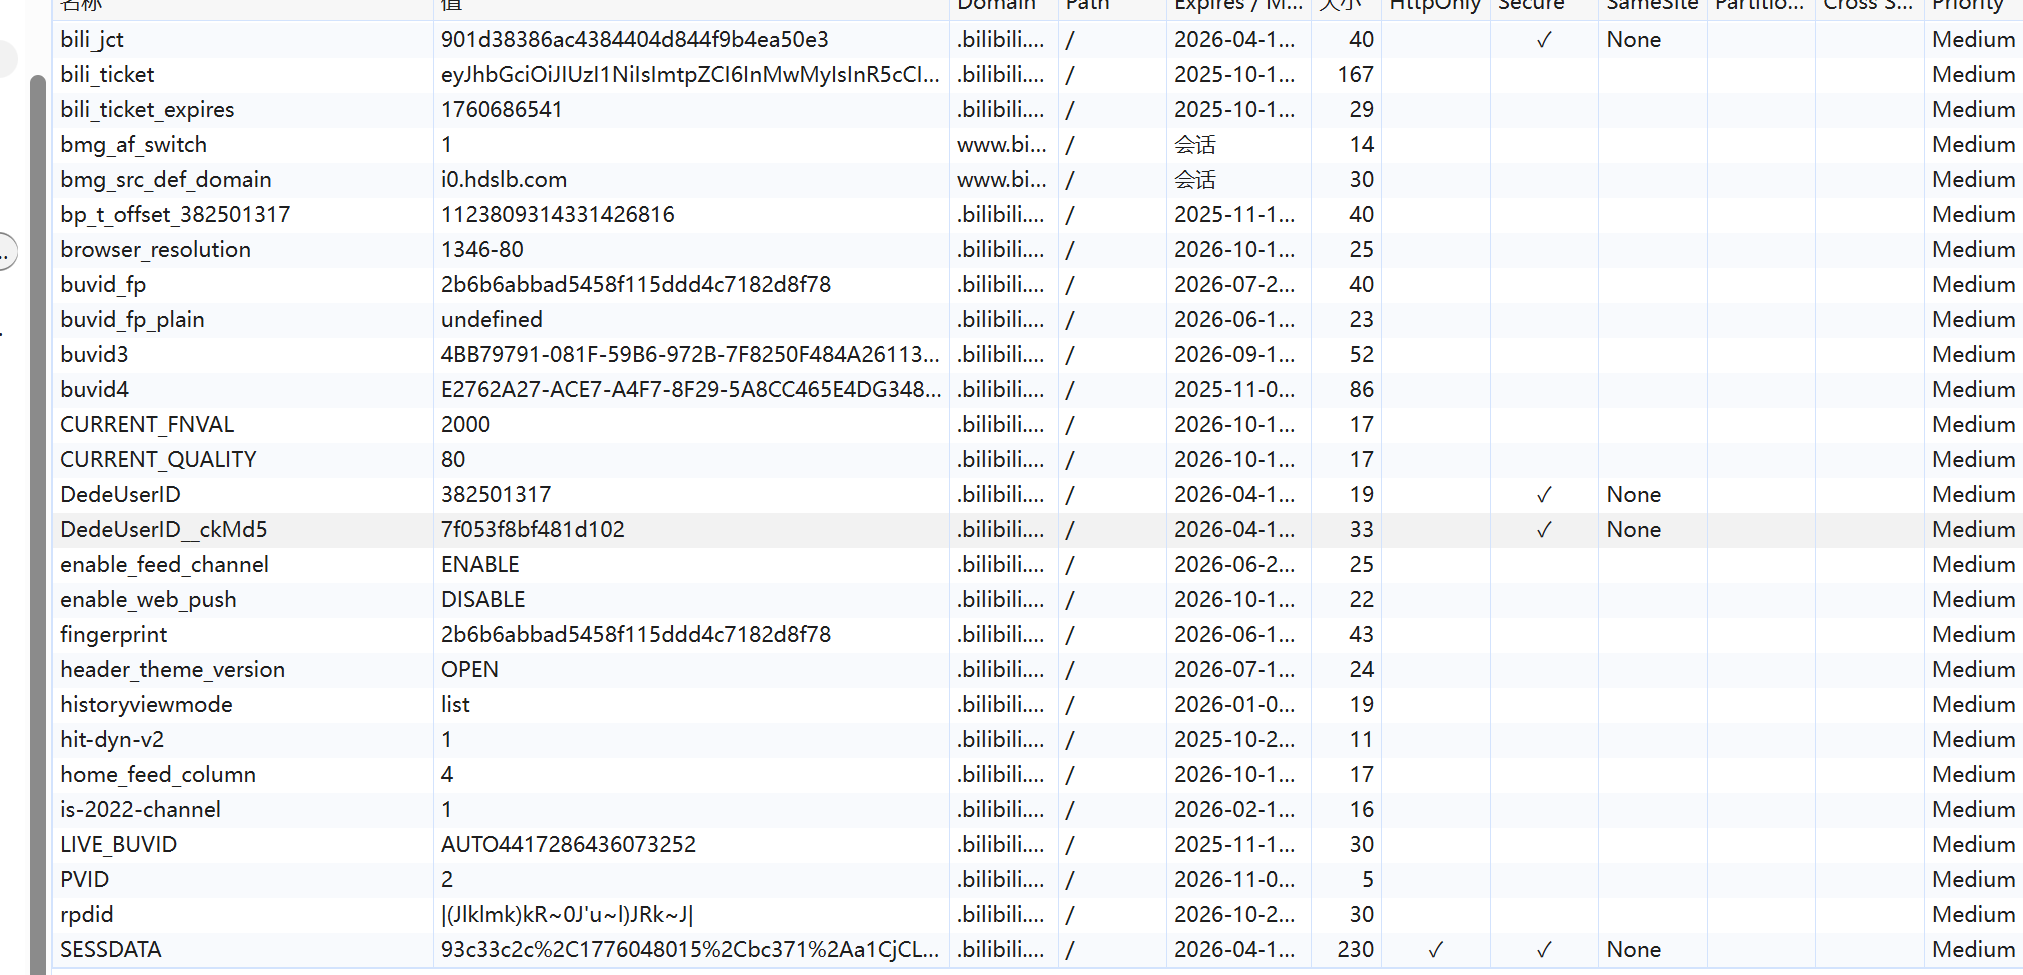 名称 值 Domain Path Expires / M... 大小 HttpOnly Secure SameSite Partitio... Cross S... Priority
bili_jct 901d38386ac4384404d844f9b4ea50e3 .bilibili.... / 2026-04-1... 40 ✓ None Medium
bili_ticket eyJhbGciOiJIUzI1NiIsImtpZCI6InMwMyIsInR5cCI... .bilibili.... / 2025-10-1... 167 Medium
bili_ticket_expires 1760686541 .bilibili.... / 2025-10-1... 29 Medium
bmg_af_switch 1 www.bi... / 会话 14 Medium
bmg_src_def_domain i0.hdslb.com www.bi... / 会话 30 Medium
bp_t_offset_382501317 1123809314331426816 .bilibili.... / 2025-11-1... 40 Medium
browser_resolution 1346-80 .bilibili.... / 2026-10-1... 25 Medium
buvid_fp 2b6b6abbad5458f115ddd4c7182d8f78 .bilibili.... / 2026-07-2... 40 Medium
buvid_fp_plain undefined .bilibili.... / 2026-06-1... 23 Medium
buvid3 4BB79791-081F-59B6-972B-7F8250F484A26113... .bilibili.... / 2026-09-1... 52 Medium
buvid4 E2762A27-ACE7-A4F7-8F29-5A8CC465E4DG348... .bilibili.... / 2025-11-0... 86 Medium
CURRENT_FNVAL 2000 .bilibili.... / 2026-10-1... 17 Medium
CURRENT_QUALITY 80 .bilibili.... / 2026-10-1... 17 Medium
DedeUserID 382501317 .bilibili.... / 2026-04-1... 19 ✓ None Medium
DedeUserID__ckMd5 7f053f8bf481d102 .bilibili.... / 2026-04-1... 33 ✓ None Medium
enable_feed_channel ENABLE .bilibili.... / 2026-06-2... 25 Medium
enable_web_push DISABLE .bilibili.... / 2026-10-1... 22 Medium
fingerprint 2b6b6abbad5458f115ddd4c7182d8f78 .bilibili.... / 2026-06-1... 43 Medium
header_theme_version OPEN .bilibili.... / 2026-07-1... 24 Medium
historyviewmode list .bilibili.... / 2026-01-0... 19 Medium
hit-dyn-v2 1 .bilibili.... / 2025-10-2... 11 Medium
home_feed_column 4 .bilibili.... / 2026-10-1... 17 Medium
is-2022-channel 1 .bilibili.... / 2026-02-1... 16 Medium
LIVE_BUVID AUTO4417286436073252 .bilibili.... / 2025-11-1... 30 Medium
PVID 2 .bilibili.... / 2026-11-0... 5 Medium
rpdid |(Jlklmk)kR~0J'u~l)JRk~J| .bilibili.... / 2026-10-2... 30 Medium
SESSDATA 93c33c2c%2C1776048015%2Cbc371%2Aa1CjCL... .bilibili.... / 2026-04-1... 230 ✓ ✓ None Medium